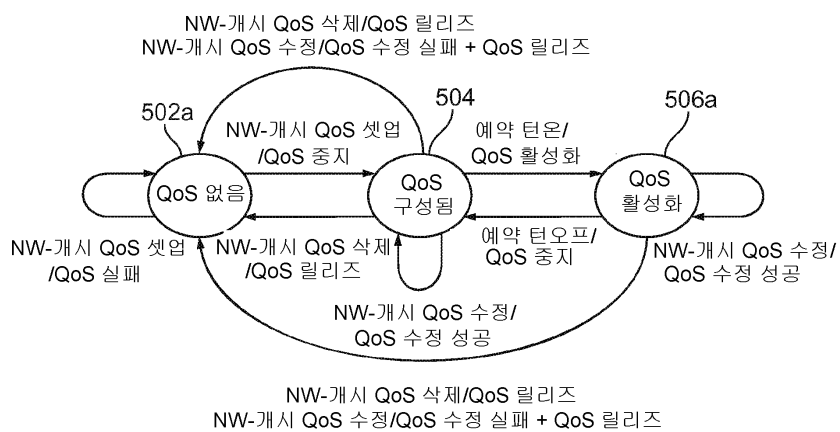 NW-개시 QoS 삭제/QoS 릴리즈
NW-개시 QoS 수정/QoS 수정 실패 + QoS 릴리즈
502a
504
506a
NW-개시 QoS 셋업
/QoS 중지
예약 턴온/
QoS 활성화
QoS 없음
QoS
구성됨
QoS
활성화
NW-개시 QoS 셋업
/QoS 실패
NW-개시 QoS 삭제
/QoS 릴리즈
예약 턴오프/
QoS 중지
NW-개시 QoS 수정/
QoS 수정 성공
NW-개시 QoS 수정/
QoS 수정 성공
NW-개시 QoS 삭제/QoS 릴리즈
NW-개시 QoS 수정/QoS 수정 실패 + QoS 릴리즈